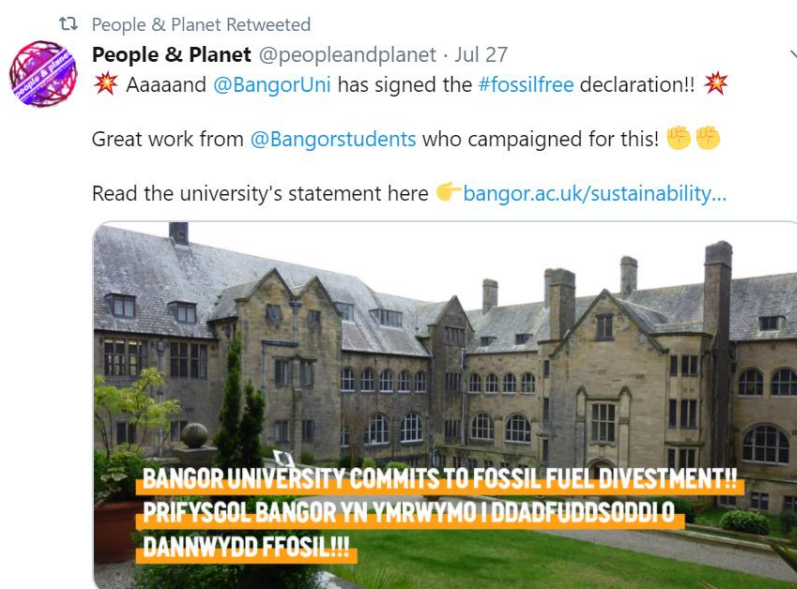 People & Planet Retweeted
People & Planet @peopleandplanet · Jul 27
💥 Aaaaand @BangorUni has signed the #fossilfree declaration!! 💥
Great work from @Bangorstudents who campaigned for this! ✊✊
Read the university's statement here 👉bangor.ac.uk/sustainability...
people & planet
BANGOR UNIVERSITY COMMITS TO FOSSIL FUEL DIVESTMENT!!
PRIFYSGOL BANGOR YN YMRWYMO I DDADFUDDSODDI O
DANNWYDD FFOSIL!!!